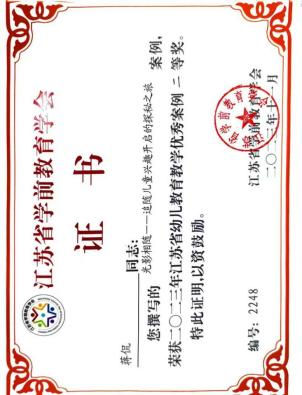 江苏省学前教育学会
证书
蒋侃 同志:
您撰写的 光影相随——追随儿童兴趣开启的探秘之旅 案例,
荣获二〇二三年江苏省幼儿教育教学优秀案例 二 等奖。
特此证明,以资鼓励。
编号: 2248
江苏省学前教育学会
二〇二三年十一月